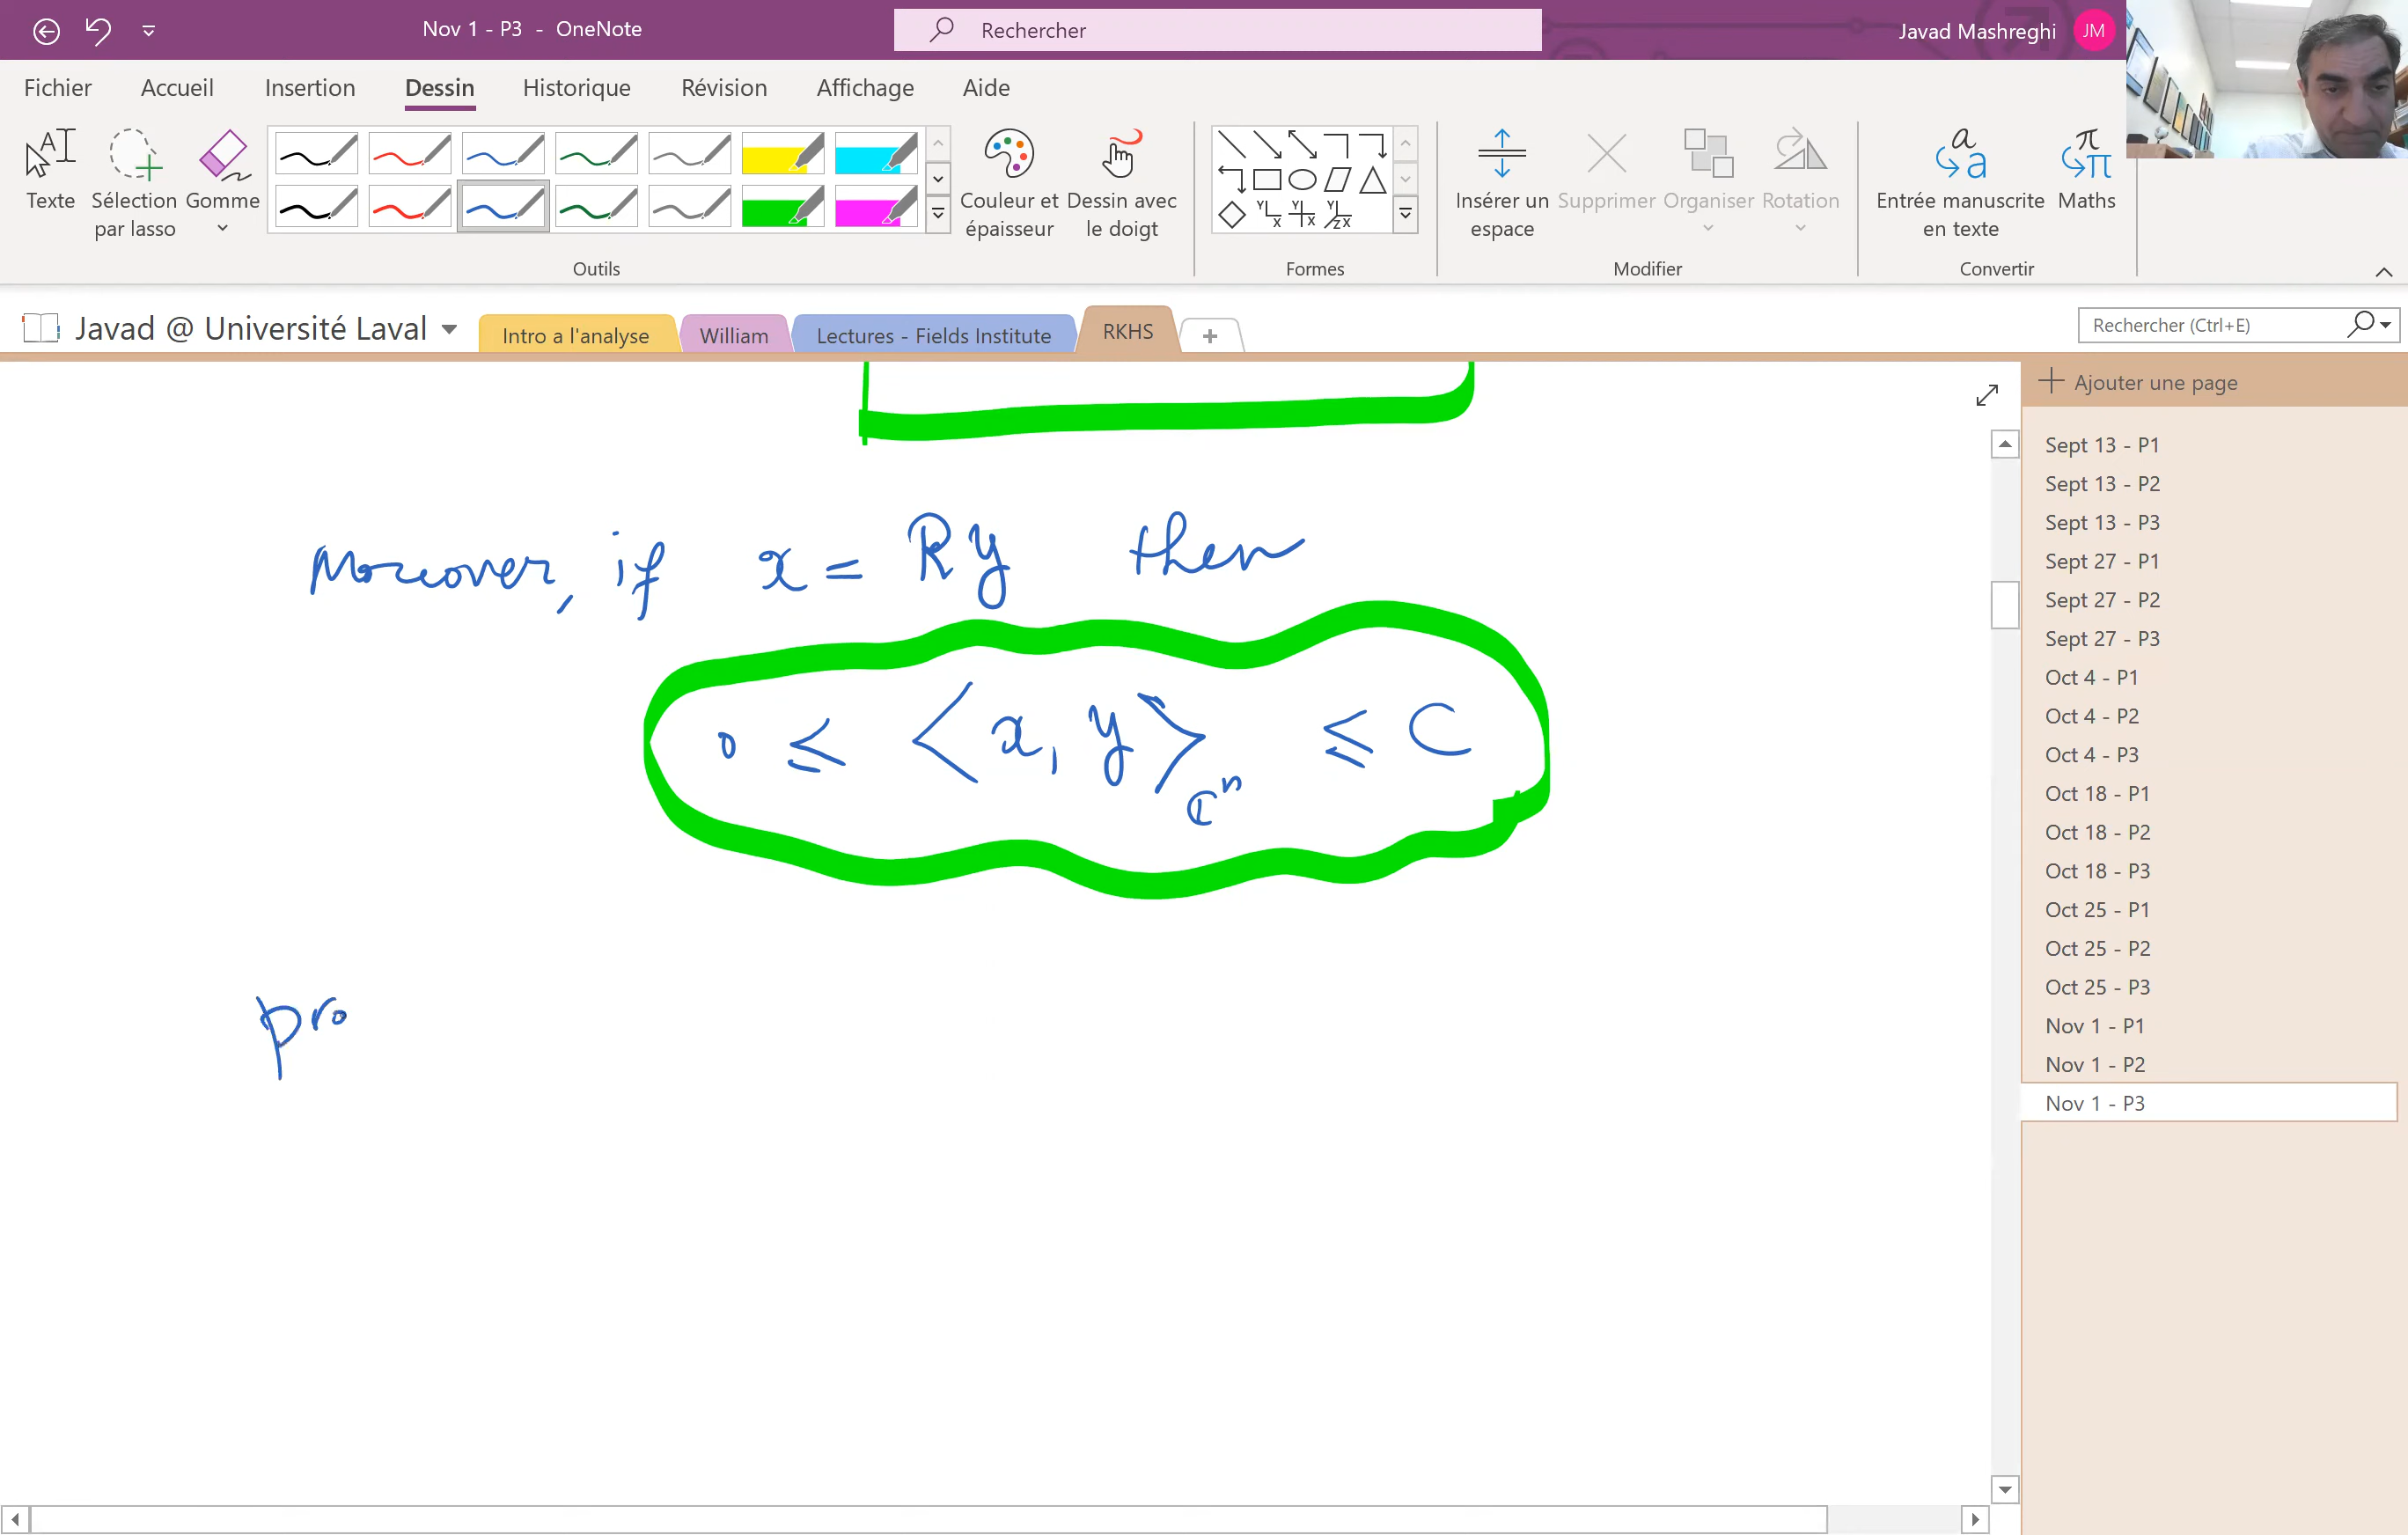 Nov 1 - P3 - OneNote
Rechercher
Javad Mashreghi
JM
Fichier Accueil Insertion Dessin Historique Révision Affichage Aide
Texte
Sélection par lasso
Gomme
Couleur et épaisseur
Dessin avec le doigt
Insérer un espace
Supprimer
Organiser
Rotation
Entrée manuscrite en texte
Maths
Outils
Formes
Modifier
Convertir
Javad @ Université Laval
Intro a l'analyse
William
Lectures - Fields Institute
RKHS
Rechercher (Ctrl+E)
Moreover, if x = Ry then
0 ≤ <x, y>_ℂⁿ ≤ C
pro
Ajouter une page
Sept 13 - P1
Sept 13 - P2
Sept 13 - P3
Sept 27 - P1
Sept 27 - P2
Sept 27 - P3
Oct 4 - P1
Oct 4 - P2
Oct 4 - P3
Oct 18 - P1
Oct 18 - P2
Oct 18 - P3
Oct 25 - P1
Oct 25 - P2
Oct 25 - P3
Nov 1 - P1
Nov 1 - P2
Nov 1 - P3